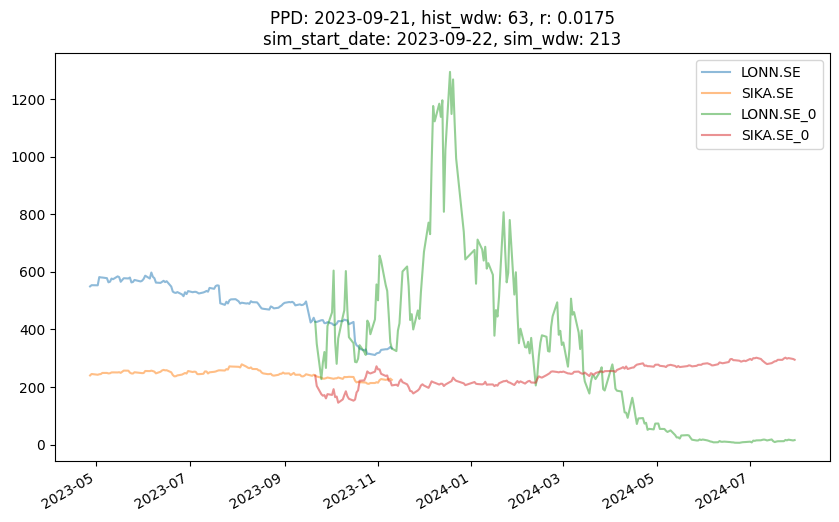 PPD: 2023-09-21, hist_wdw: 63, r: 0.0175
sim_start_date: 2023-09-22, sim_wdw: 213
LONN.SE
SIKA.SE
LONN.SE_0
SIKA.SE_0
1200
1000
800
600
400
200
0
2023-05
2023-07
2023-09
2023-11
2024-01
2024-03
2024-05
2024-07